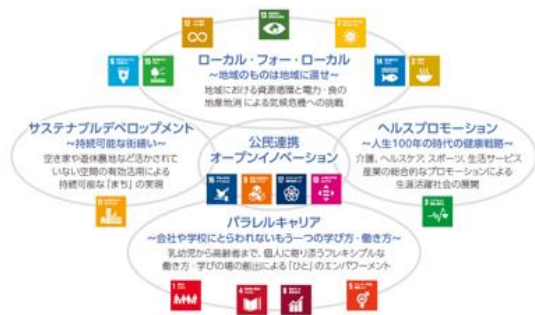 ローカル・フォー・ローカル
～地域のものは地域に還せ～
地域における資源循環と電力・食の
地産地消による気候危機への挑戦
サステナブルデベロップメント
～持続可能な街繕い～
空き家や遊休農地など活かされて
いない空間の有効活用による
持続可能な「まち」の実現
公民連携
オープンイノベーション
ヘルスプロモーション
～人生100年の時代の健康戦略～
介護、ヘルスケア、スポーツ、生活サービス
産業の総合的なプロモーションによる
生涯活躍社会の展開
パラレルキャリア
～会社や学校にとらわれないもう一つの学び方・働き方～
乳幼児から高齢者まで、個人に寄り添うフレキシブルな
働き方・学びの場の創出による「ひと」のエンパワーメント